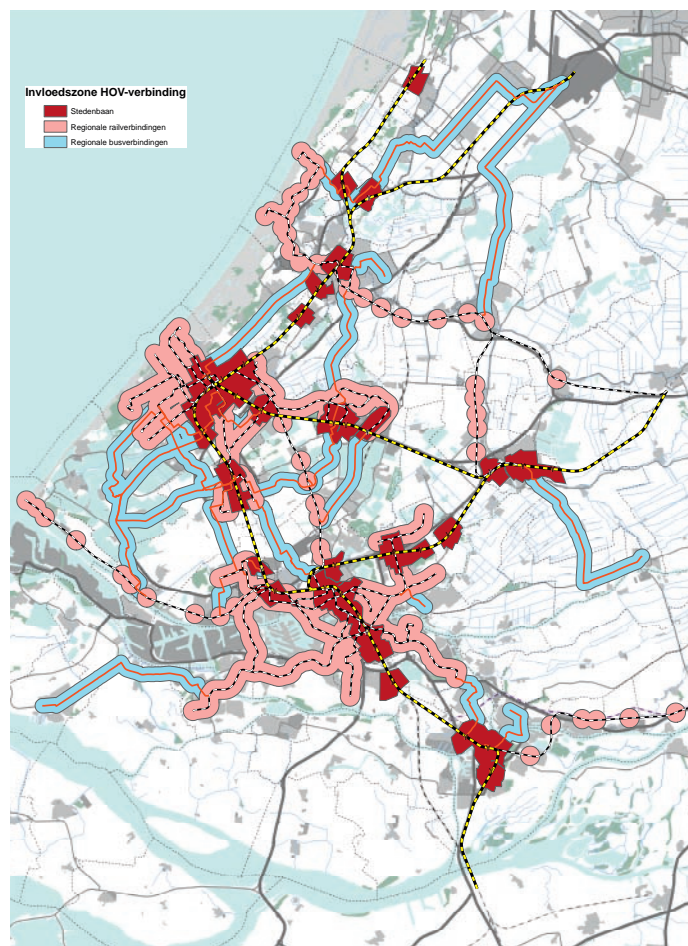 Invloedszone HOV-verbinding
Stedenbaan
Regionale railverbindingen
Regionale busverbindingen